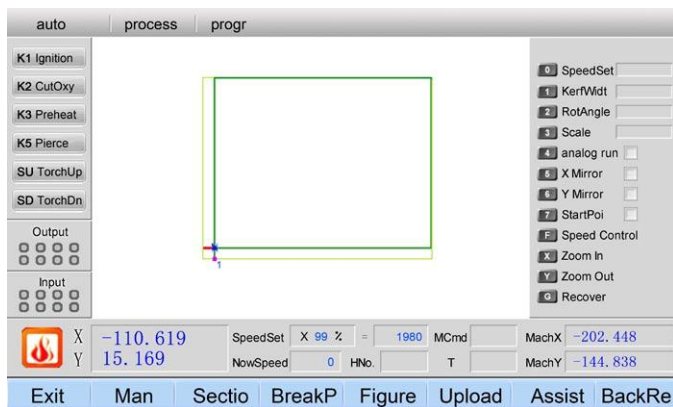 auto process progr
K1 Ignition
K2 CutOxy
K3 Preheat
K5 Pierce
SU TorchUp
SD TorchDn
Output
Input
1
0 SpeedSet
1 KerfWidt
2 RotAngle
3 Scale
4 analog run
5 X Mirror
6 Y Mirror
7 StartPoi
F Speed Control
X Zoom In
Y Zoom Out
G Recover
X -110.619 SpeedSet X 99 % = 1980 MCmd MachX -202.448
Y 15.169 NowSpeed 0 HNo. T MachY -144.838
Exit Man Sectio BreakP Figure Upload Assist BackRe